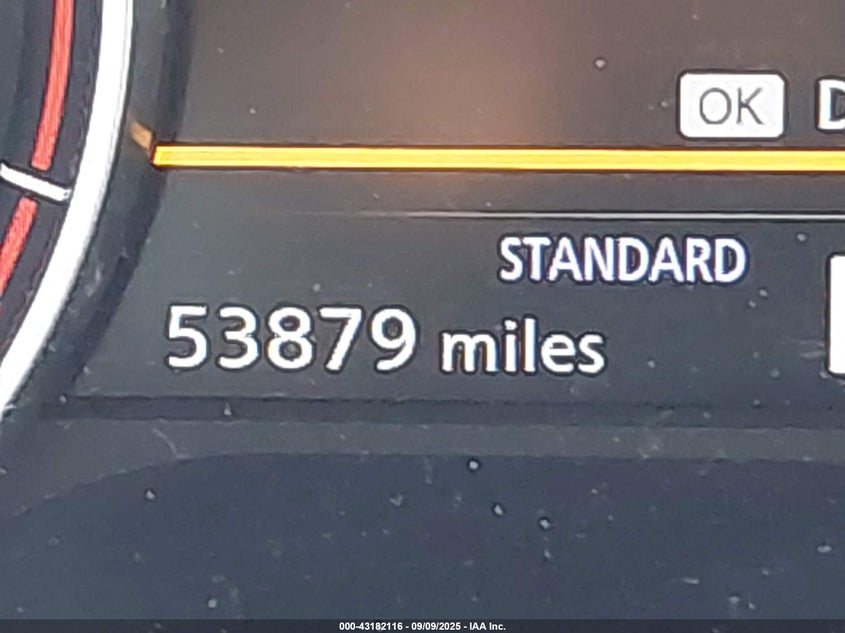 OK D
STANDARD
53879 miles
000-43182116 - 09/09/2025 - IAA Inc.